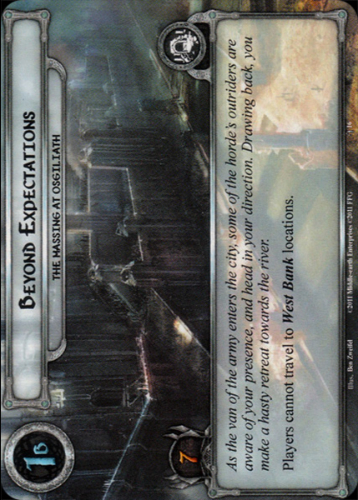 1B
BEYOND EXPECTATIONS
THE MASSING AT OSGILIATH
7
As the van of the army enters the city, some of the horde's outriders are
aware of your presence, and head in your direction. Drawing back, you
make a hasty retreat towards the river.
Players cannot travel to West Bank locations.
Illus. Ben Zweifel ©2011 Middle-earth Enterprises ©2011 FFG